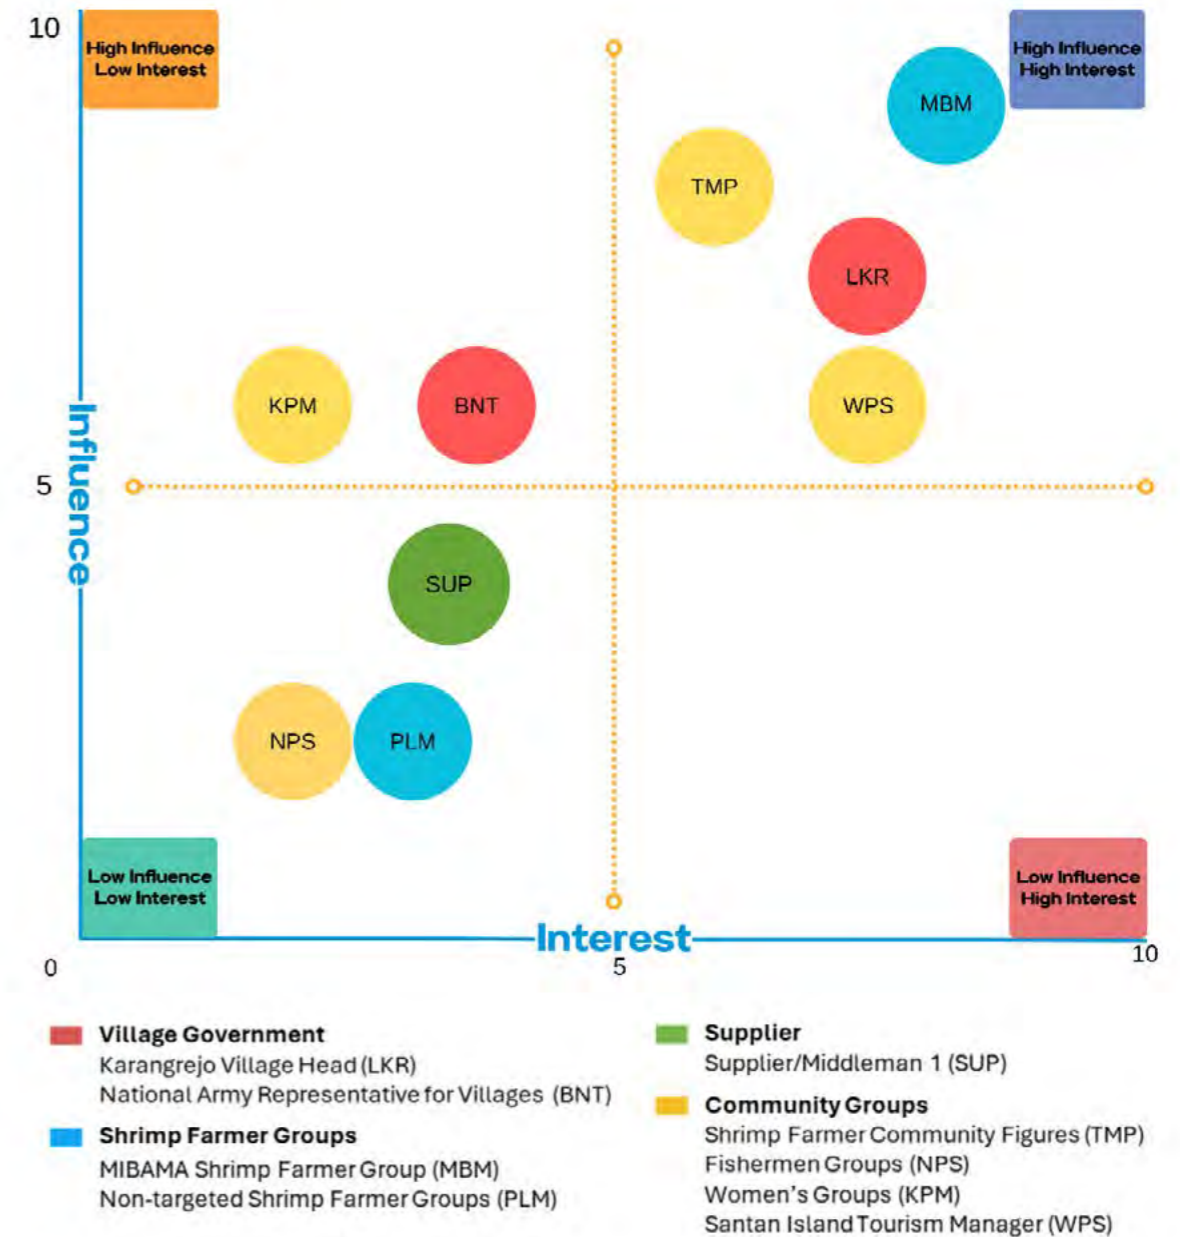 10
High Influence
Low Interest
High Influence
High Interest
MBM
TMP
LKR
KPM
BNT
WPS
Influence
5
SUP
NPS
PLM
Low Influence
Low Interest
Low Influence
High Interest
Interest
0
5
10
Village Government
Karangrejo Village Head (LKR)
National Army Representative for Villages (BNT)
Shrimp Farmer Groups
MIBAMA Shrimp Farmer Group (MBM)
Non-targeted Shrimp Farmer Groups (PLM)
Supplier
Supplier/Middleman 1 (SUP)
Community Groups
Shrimp Farmer Community Figures (TMP)
Fishermen Groups (NPS)
Women's Groups (KPM)
Santan Island Tourism Manager (WPS)